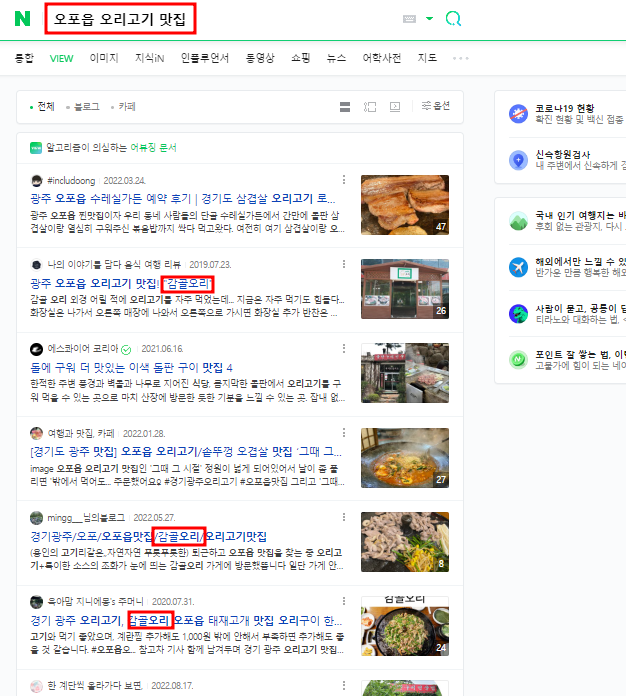 N 오포읍 오리고기 맛집
통합 VIEW 이미지 지식iN 인플루언서 동영상 쇼핑 뉴스 어학사전 지도
전체 블로그 카페 옵션
알고리즘이 의심하는 어뷰징 문서
#includoong 2022.03.24.
광주 오포읍 수레실가든 예약 후기 | 경기도 삼겹살 오리고기 로...
광주 오포읍 찐맛집이자 우리 동네 사람들의 단골 수레실가든에서 간만에 돌판 삼
겹살이랑 열심히 구워주신 볶음밥까지 싹다 먹고왔다. 여전히 여기 삼겹살이랑 오...
47
나의 이야기를 담다 음식 여행 리뷰 2019.07.23.
광주 오포읍 오리고기 맛집! "감골오리"
감골 오리 외경 어릴 적에 오리고기를 자주 먹었는데... 지금은 자주 먹기도 힘들다...
화장실은 나가서 오른쪽 매장에 나와서 오른쪽으로 가시면 화장실 추가 반찬은 ...
26
에스콰이어 코리아 2021.06.16.
돌에 구워 더 맛있는 이색 돌판 구이 맛집 4
한적한 주변 풍경과 벽돌과 나무로 지어진 식당, 큼지막한 돌판에서 오리고기를 구
워 먹을 수 있는 곳으로 마치 산장에 방문한 듯한 기분을 느낄 수 있는 곳. 잡내 없...
여행과 맛집, 카페 2022.01.28.
[경기도 광주 맛집] 오포읍 오리고기/솥뚜껑 오겹살 맛집 '그때 그...
image 오포읍 오리고기 맛집인 '그때 그 시절' 정원이 넓게 되어있어서 날이 좀 풀
리면 '밖에서 먹어도... 주문했어요 #경기광주오리고기 #오포읍맛집 그리고 '그때...
27
mingg___님의블로그 2022.05.27.
경기광주/오포/오포읍맛집/감골오리/오리고기맛집
(용인의 고기리같은..자연자연 푸릇푸릇한) 퇴근하고 오포읍 맛집을 찾는 중 오리고
기+특이한 소스의 조화가 눈에 띄는 감골오리 가게에 방문했뜹니다 일단 가게 안...
8
육아맘 지니에몽's 주머니 2020.07.31.
경기 광주 오리고기, 감골오리 오포읍 태재고개 맛집 오리구이 한...
고기와 먹기 좋았으며, 계란찜 추가해도 1,000원 밖에 안해서 부족하면 추가해도 좋
을 것 같습니다. #오포읍오... 참고차 기사 함께 남겨두며 경기 광주 오리고기 맛집...
감골오리
24
한 계단씩 올라가다 보면, 2022.08.17.
코로나19 현황
확진 현황 및 백신 접종
신속항원검사
내 주변에서 신속하게 검
국내 인기 여행지는 바
후회 없는 관광지, 다시
해외에서만 느낄 수 있
반가운 만큼 행복한 해외
사람이 묻고, 공룡이 답
티라노와 대화하는 법, <
포인트 잘 쌓는 법, 이
고물가에 힘이 되는 네이